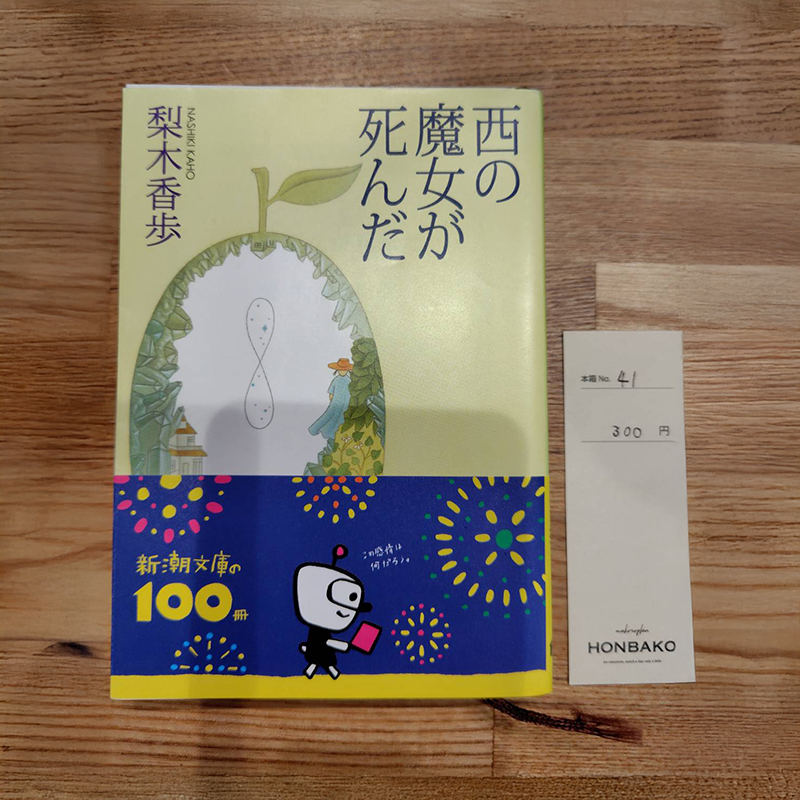 西の
魔女が
死んだ
梨木香歩
NASHIKI KAHO
新潮文庫の
100冊
この感情は
何だろう。
本箱 No. 41
300 円
HONBAKO